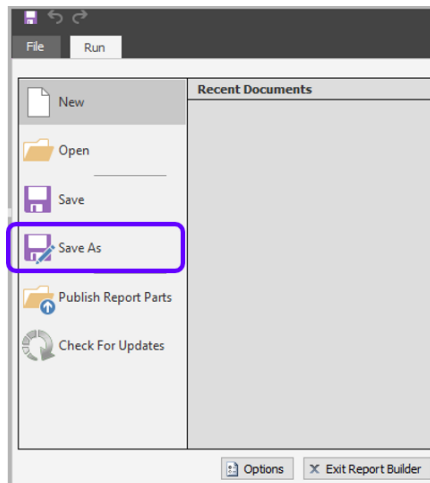 File
Run
New
Recent Documents
Open
Save
Save As
Publish Report Parts
Check For Updates
Options
Exit Report Builder